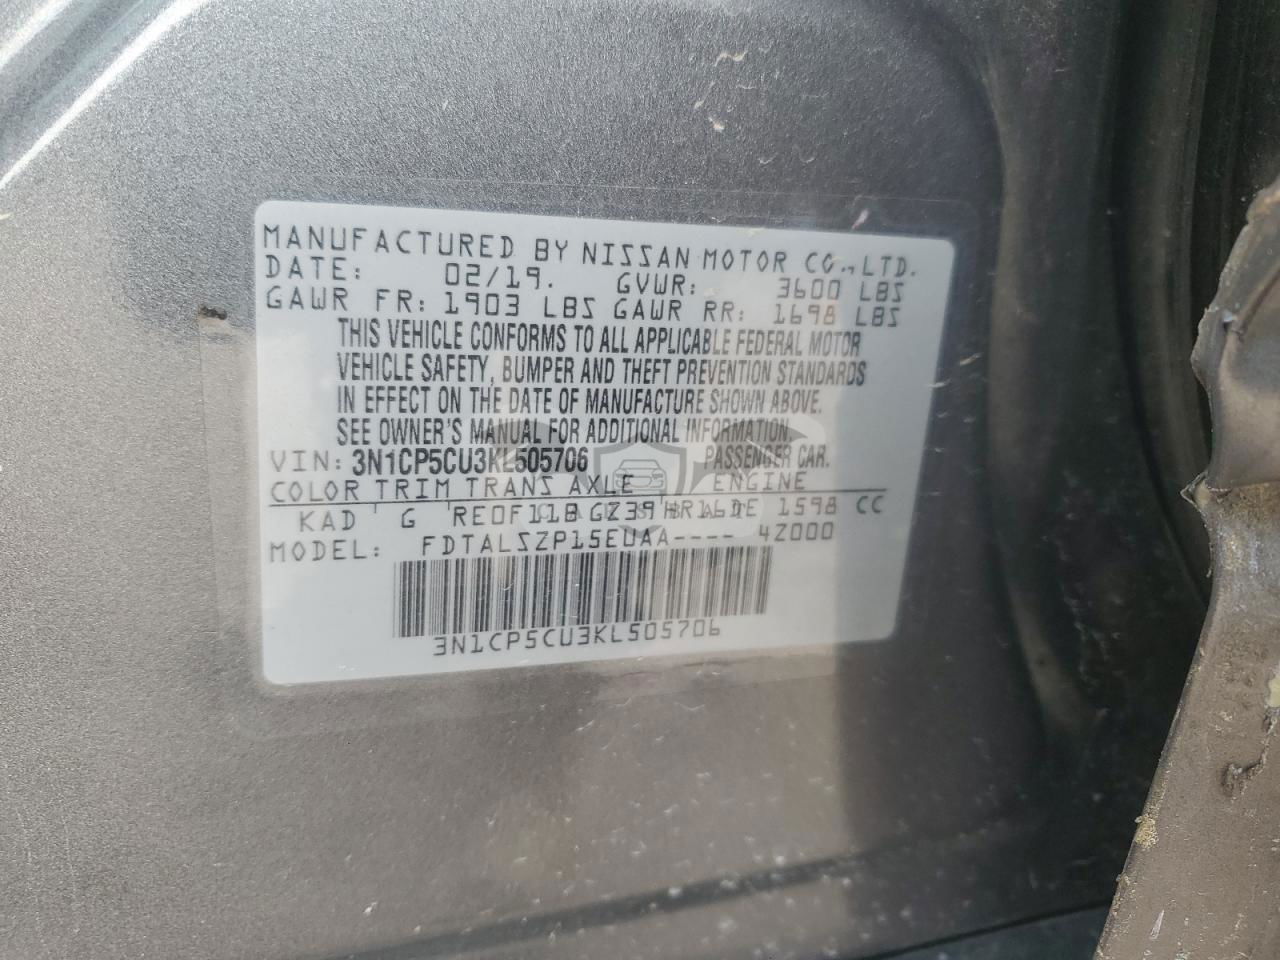 MANUFACTURED BY NISSAN MOTOR CO., LTD.
DATE: 02/19. GVWR: 3600 LBS
GAWR FR: 1903 LBS GAWR RR: 1698 LBS
THIS VEHICLE CONFORMS TO ALL APPLICABLE FEDERAL MOTOR
VEHICLE SAFETY, BUMPER AND THEFT PREVENTION STANDARDS
IN EFFECT ON THE DATE OF MANUFACTURE SHOWN ABOVE.
SEE OWNER'S MANUAL FOR ADDITIONAL INFORMATION.
VIN: 3N1CP5CU3KL505706 PASSENGER CAR.
COLOR TRIM TRANS AXLE ENGINE
KAD G RE0F11B GZ39 HR16DE 1598 CC
MODEL: FDTALSZP15EUAA---- 4Z000
3N1CP5CU3KL505706